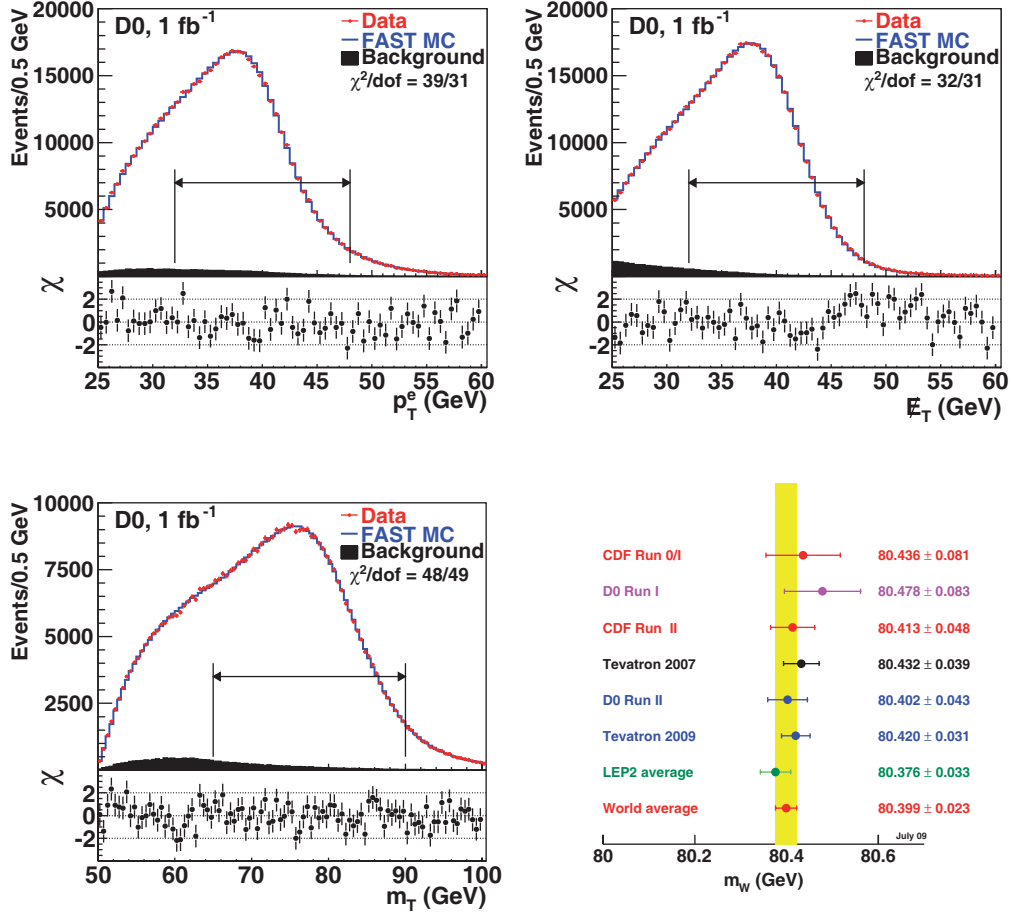 D0, 1 fb⁻¹
Data
FAST MC
Background
χ²/dof = 39/31
Events/0.5 GeV
20000
15000
10000
5000
χ
2
0
-2
25 30 35 40 45 50 55 60
p_T^e (GeV)
D0, 1 fb⁻¹
Data
FAST MC
Background
χ²/dof = 32/31
Events/0.5 GeV
20000
15000
10000
5000
χ
2
0
-2
25 30 35 40 45 50 55 60
E̸_T (GeV)
D0, 1 fb⁻¹
Data
FAST MC
Background
χ²/dof = 48/49
Events/0.5 GeV
10000
7500
5000
2500
χ
2
0
-2
50 60 70 80 90 100
m_T (GeV)
CDF Run 0/I 80.436 ± 0.081
D0 Run I 80.478 ± 0.083
CDF Run II 80.413 ± 0.048
Tevatron 2007 80.432 ± 0.039
D0 Run II 80.402 ± 0.043
Tevatron 2009 80.420 ± 0.031
LEP2 average 80.376 ± 0.033
World average 80.399 ± 0.023
July 09
80 80.2 80.4 80.6
m_W (GeV)